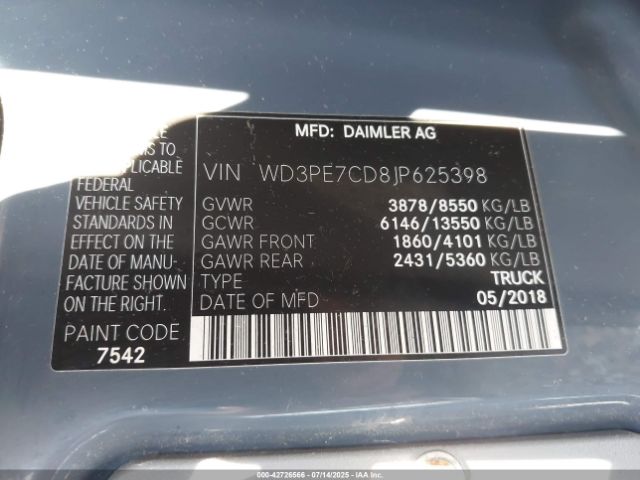 MFD: DAIMLER AG
VIN WD3PE7CD8JP625398
GVWR 3878/8550 KG/LB
GCWR 6146/13550 KG/LB
GAWR FRONT 1860/4101 KG/LB
GAWR REAR 2431/5360 KG/LB
TYPE TRUCK
DATE OF MFD 05/2018
TO
FEDERAL
VEHICLE SAFETY
STANDARDS IN
EFFECT ON THE
DATE OF MANU-
FACTURE SHOWN
ON THE RIGHT.
PAINT CODE
7542
000-42726566 - 07/14/2025 - IAAI.COM